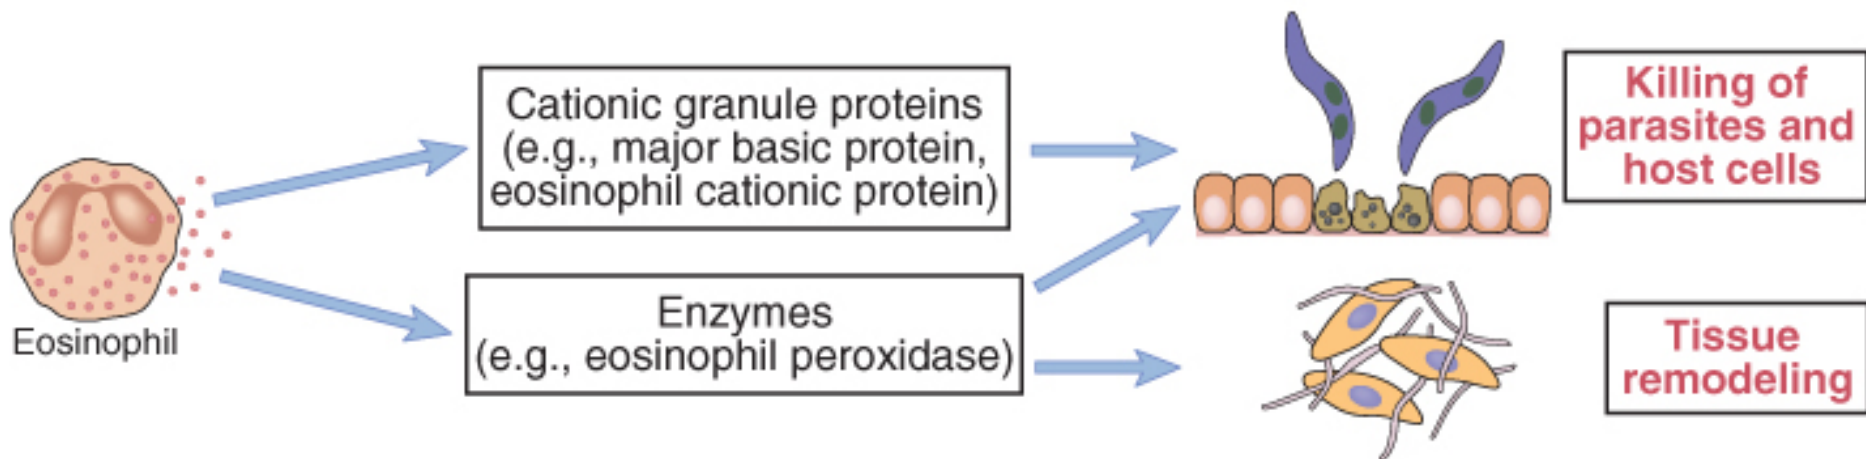 Eosinophil
Cationic granule proteins
(e.g., major basic protein,
eosinophil cationic protein)
Enzymes
(e.g., eosinophil peroxidase)
Killing of
parasites and
host cells
Tissue
remodeling